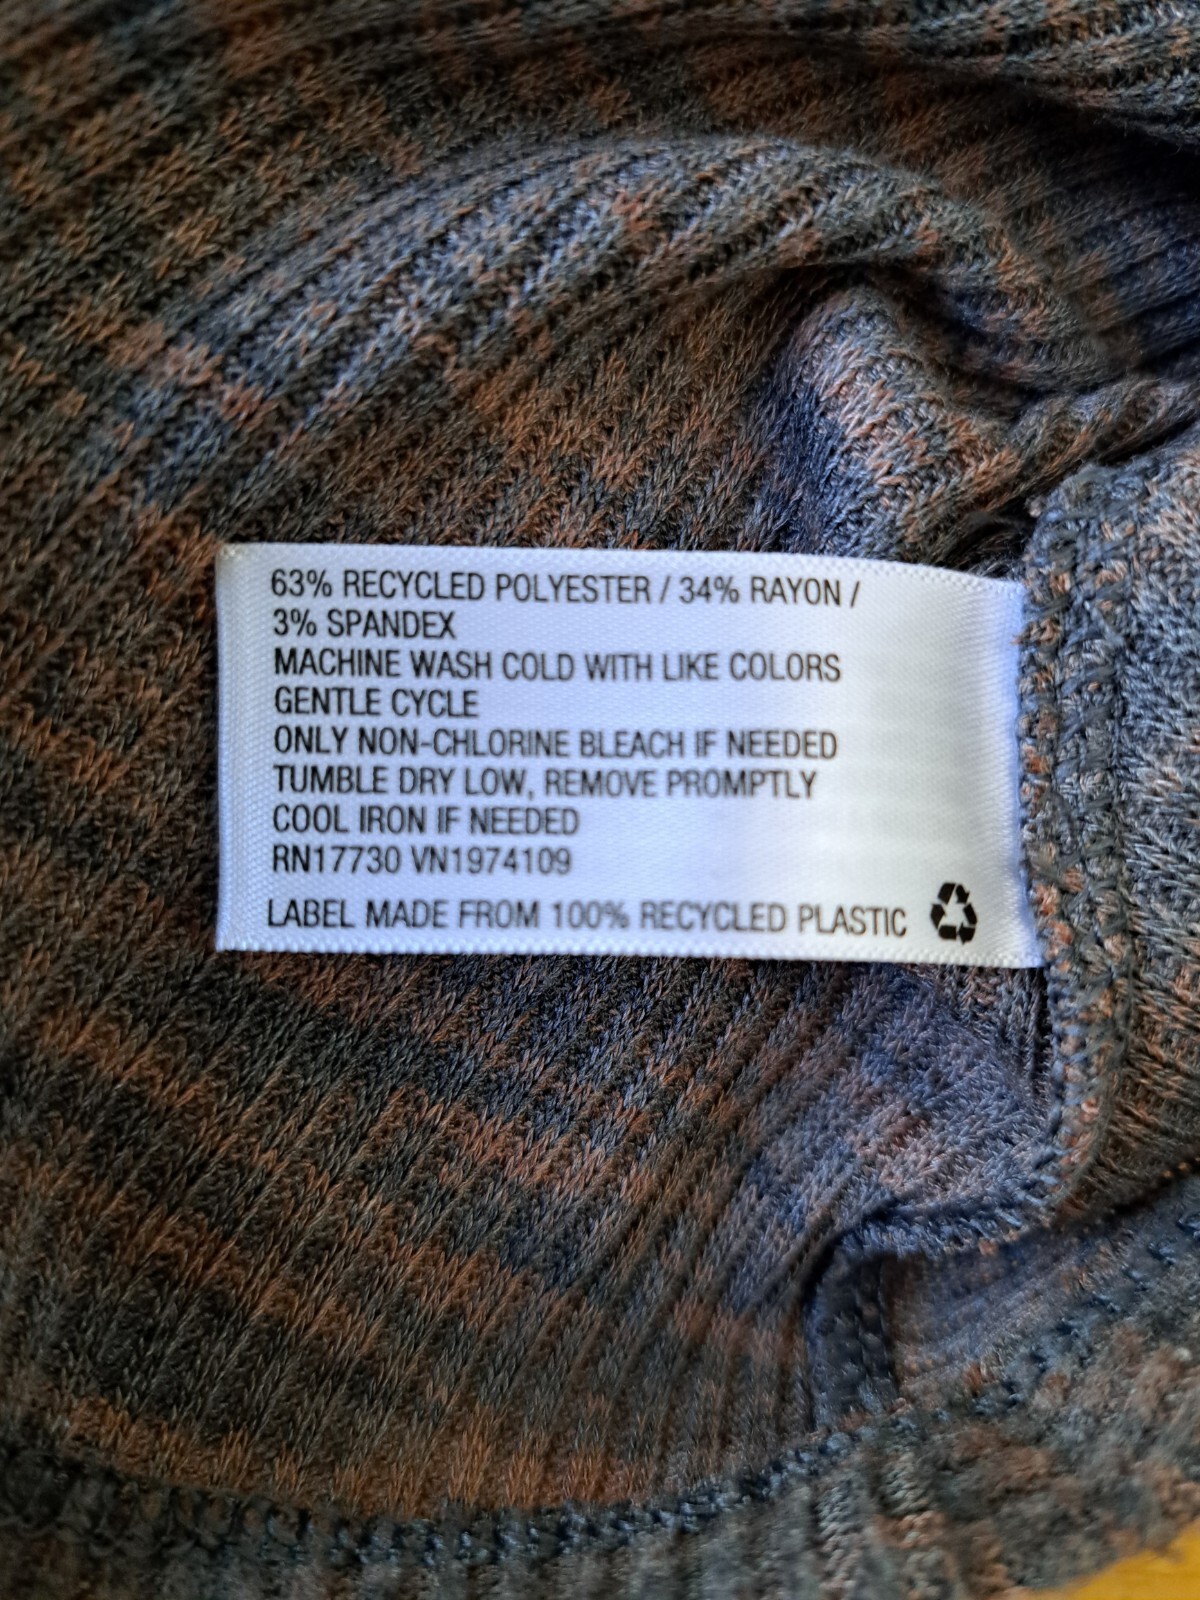 63% RECYCLED POLYESTER / 34% RAYON /
3% SPANDEX
MACHINE WASH COLD WITH LIKE COLORS
GENTLE CYCLE
ONLY NON-CHLORINE BLEACH IF NEEDED
TUMBLE DRY LOW, REMOVE PROMPTLY
COOL IRON IF NEEDED
RN17730 VN1974109
LABEL MADE FROM 100% RECYCLED PLASTIC